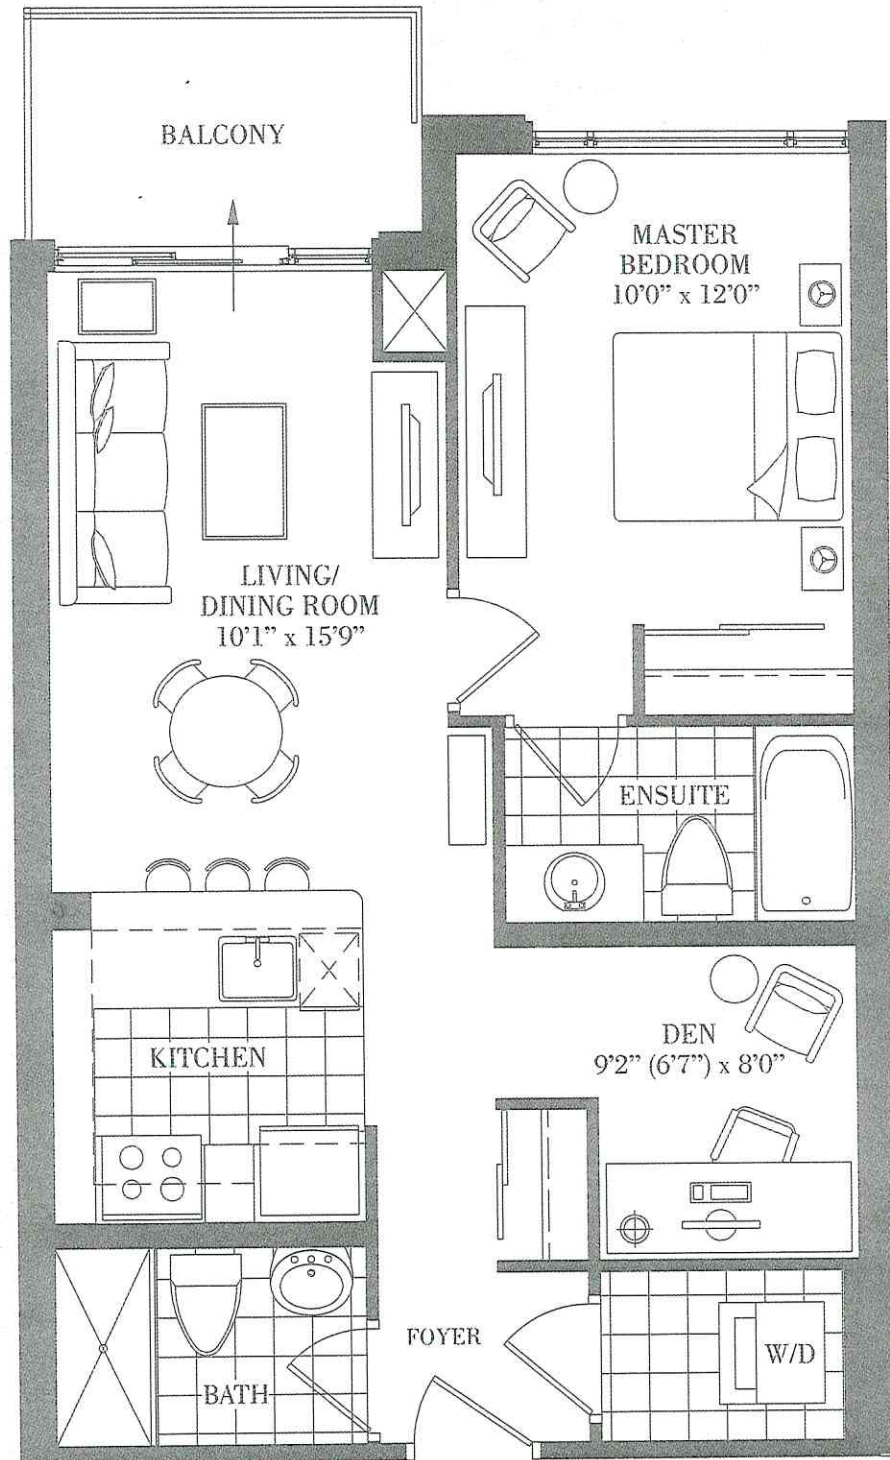 BALCONY
MASTER
BEDROOM
10'0" x 12'0"
LIVING/
DINING ROOM
10'1" x 15'9"
ENSUITE
KITCHEN
DEN
9'2" (6'7") x 8'0"
FOYER
W/D
BATH